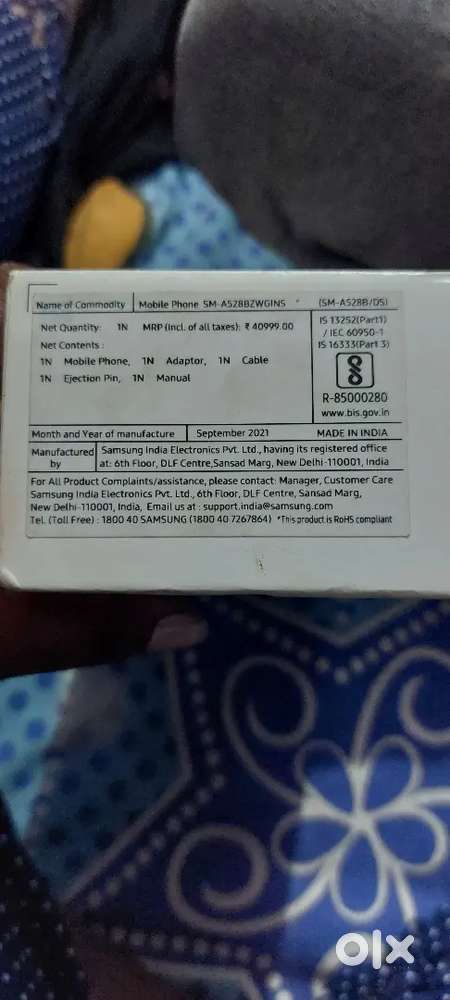 Name of Commodity Mobile Phone SM-A528BZWGINS * (SM-A528B/DS)
Net Quantity: 1N MRP (Incl. of all taxes): ₹ 40999.00
Net Contents :
1N Mobile Phone, 1N Adaptor, 1N Cable
1N Ejection Pin, 1N Manual
IS 13252(Part1)
/ IEC 60950-1
IS 16333(Part 3)
R-85000280
www.bis.gov.in
Month and Year of manufacture September 2021 MADE IN INDIA
Manufactured by Samsung India Electronics Pvt. Ltd., having its registered office
at: 6th Floor, DLF Centre,Sansad Marg, New Delhi-110001, India
For All Product Complaints/assistance, please contact: Manager, Customer Care
Samsung India Electronics Pvt. Ltd., 6th Floor, DLF Centre, Sansad Marg,
New Delhi-110001, India, Email us at : support.india@samsung.com
Tel. (Toll Free) : 1800 40 SAMSUNG (1800 40 7267864) *This product is RoHS compliant
olx